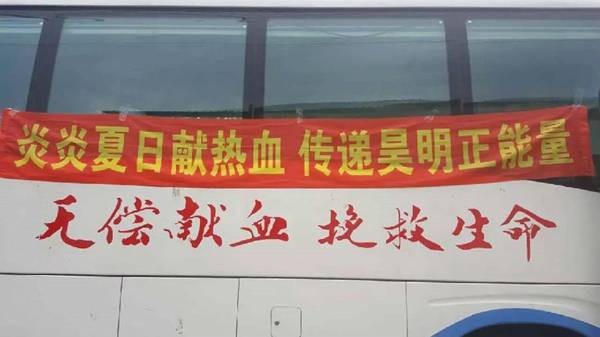 炎炎夏日献热血 传递吴明正能量
无偿献血 挽救生命